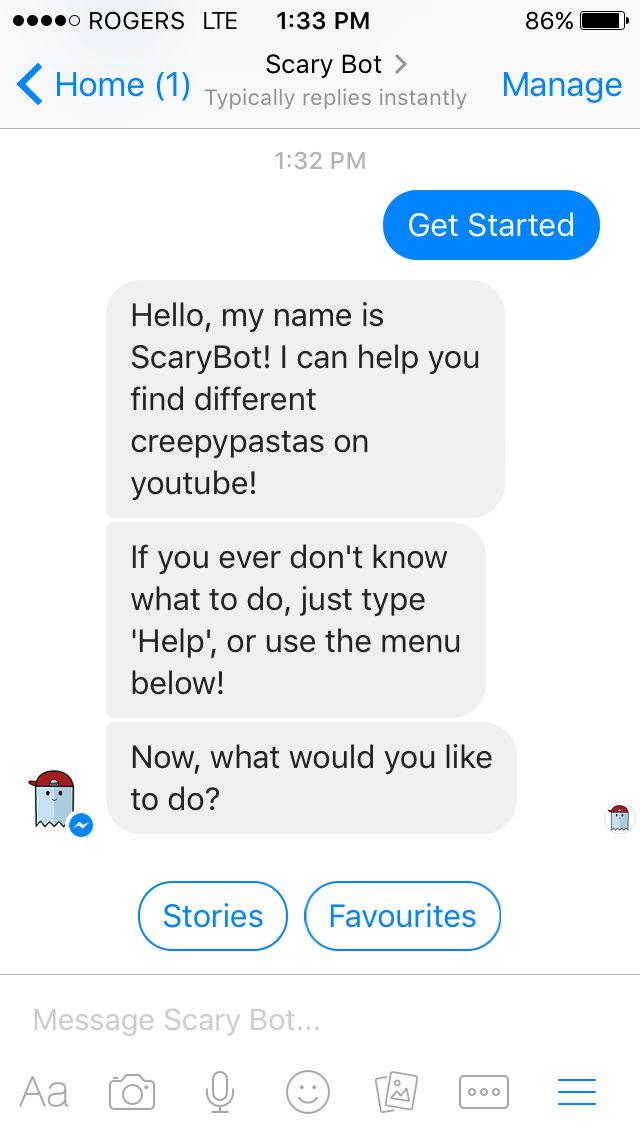 ROGERS LTE 1:33 PM 86%
Scary Bot
Home (1) Typically replies instantly Manage
1:32 PM
Get Started
Hello, my name is
ScaryBot! I can help you
find different
creepypastas on
youtube!
If you ever don't know
what to do, just type
'Help', or use the menu
below!
Now, what would you like
to do?
Stories Favourites
Message Scary Bot...
Aa